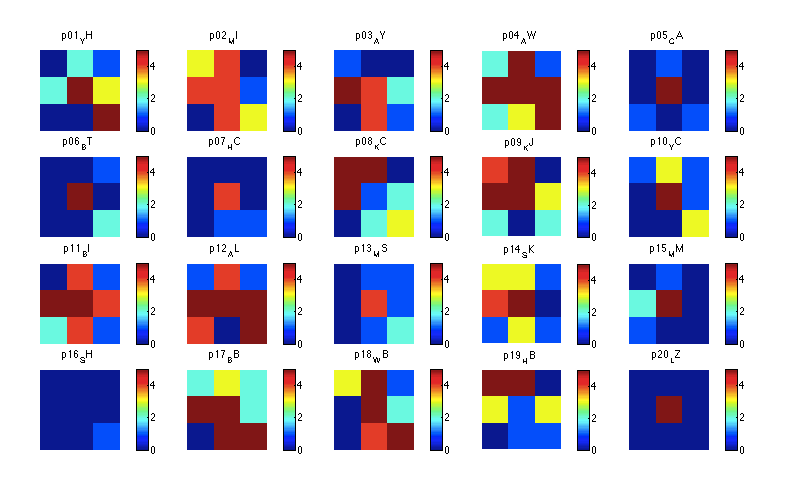 p01YH p02MI p03AY p04AW p05GA
4 4 4 4 4
2 2 2 2 2
0 0 0 0 0
p06BT p07HC p08KC p09KJ p10YC
4 4 4 4 4
2 2 2 2 2
0 0 0 0 0
p11BI p12AL p13MS p14SK p15MM
4 4 4 4 4
2 2 2 2 2
0 0 0 0 0
p16SH p17BB p18WB p19HB p20LZ
4 4 4 4 4
2 2 2 2 2
0 0 0 0 0